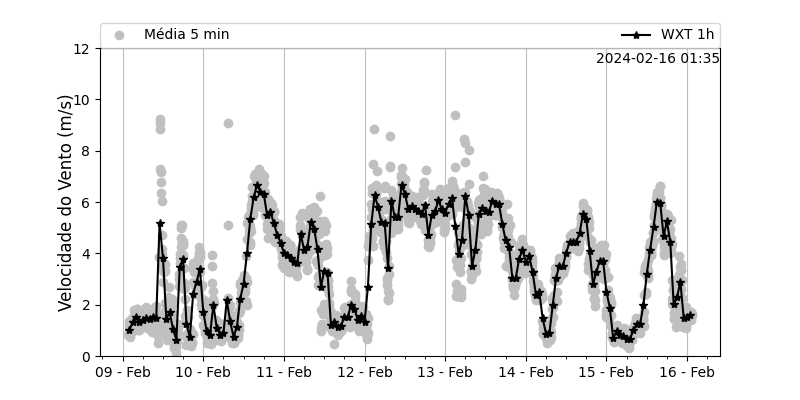 Média 5 min
WXT 1h
2024-02-16 01:35
Velocidade do Vento (m/s)
12
10
8
6
4
2
0
09 - Feb 10 - Feb 11 - Feb 12 - Feb 13 - Feb 14 - Feb 15 - Feb 16 - Feb